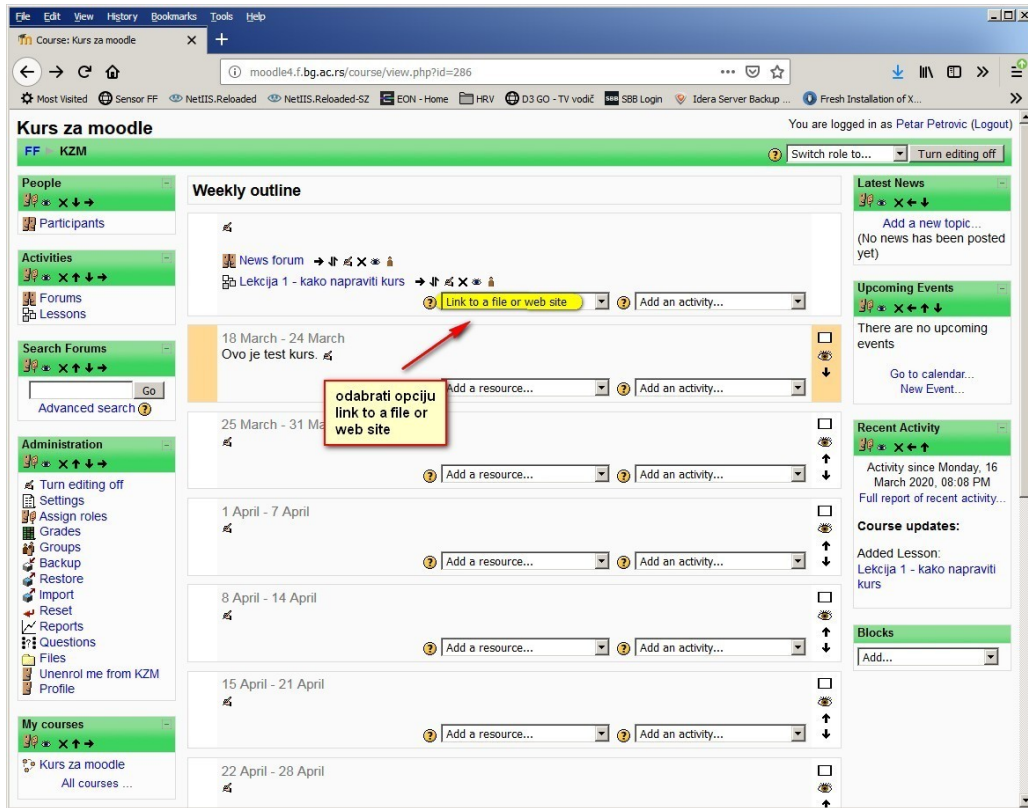 File Edit View History Bookmarks Tools Help
Course: Kurs za moodle
moodle4.f.bg.ac.rs/course/view.php?id=286
Most Visited Sensor FF NetIIS.Reloaded NetIIS.Reloaded-SZ EON - Home HRV D3 GO - TV vodič SBB SBB Login Idera Server Backup ... Fresh Installation of X...
Kurs za moodle
You are logged in as Petar Petrovic (Logout)
FF KZM
Switch role to... Turn editing off
People
Participants
Activities
Forums
Lessons
Search Forums
Go
Advanced search
Administration
Turn editing off
Settings
Assign roles
Grades
Groups
Backup
Restore
Import
Reset
Reports
Questions
Files
Unenrol me from KZM
Profile
My courses
Kurs za moodle
All courses ...
Weekly outline
News forum
Lekcija 1 - kako napraviti kurs
Link to a file or web site Add an activity...
18 March - 24 March
Ovo je test kurs.
Add a resource... Add an activity...
odabrati opciju
link to a file or
web site
25 March - 31 Ma
Add a resource... Add an activity...
1 April - 7 April
Add a resource... Add an activity...
8 April - 14 April
Add a resource... Add an activity...
15 April - 21 April
Add a resource... Add an activity...
22 April - 28 April
Latest News
Add a new topic...
(No news has been posted
yet)
Upcoming Events
There are no upcoming
events
Go to calendar...
New Event...
Recent Activity
Activity since Monday, 16
March 2020, 08:08 PM
Full report of recent activity...
Course updates:
Added Lesson:
Lekcija 1 - kako napraviti
kurs
Blocks
Add...